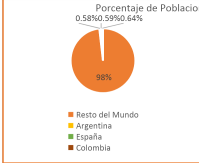 Porcentaje de Poblacio
0.58%0.59%0.64%
98%
Resto del Mundo
Argentina
España
Colombia